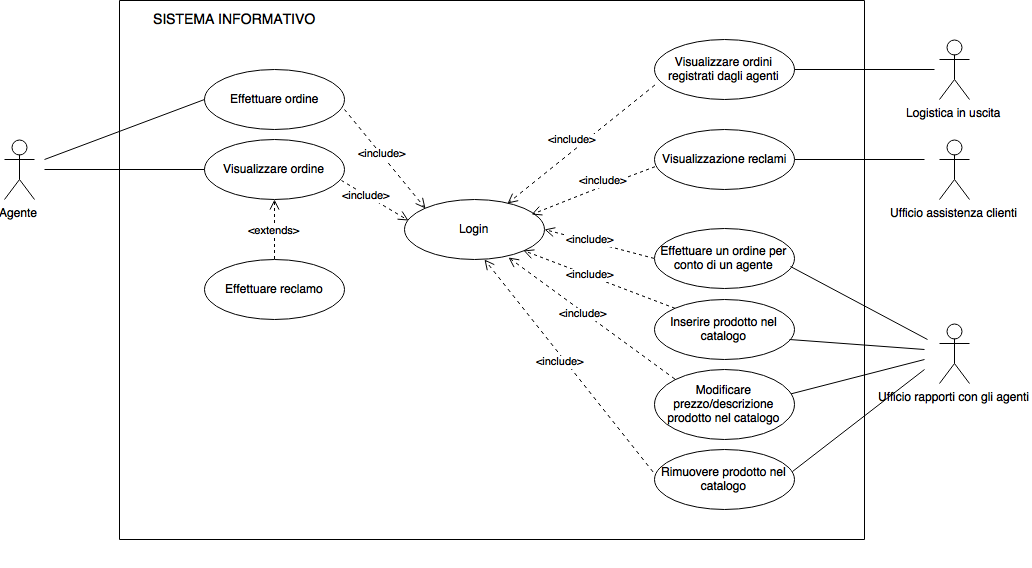 SISTEMA INFORMATIVO
Effettuare ordine
Visualizzare ordine
Effettuare reclamo
Agente
<extends>
<include>
<include>
Login
<include>
<include>
<include>
<include>
<include>
<include>
Visualizzare ordini
registrati dagli agenti
Visualizzazione reclami
Effettuare un ordine per
conto di un agente
Inserire prodotto nel
catalogo
Modificare
prezzo/descrizione
prodotto nel catalogo
Rimuovere prodotto nel
catalogo
Logistica in uscita
Ufficio assistenza clienti
Ufficio rapporti con gli agenti